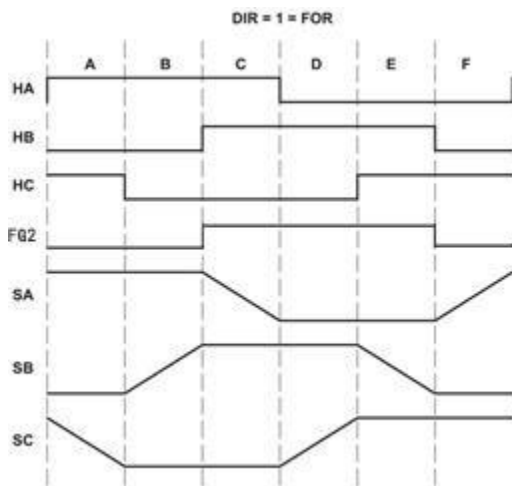 DIR = 1 = FOR
A B C D E F
HA
HB
HC
FG2
SA
SB
SC